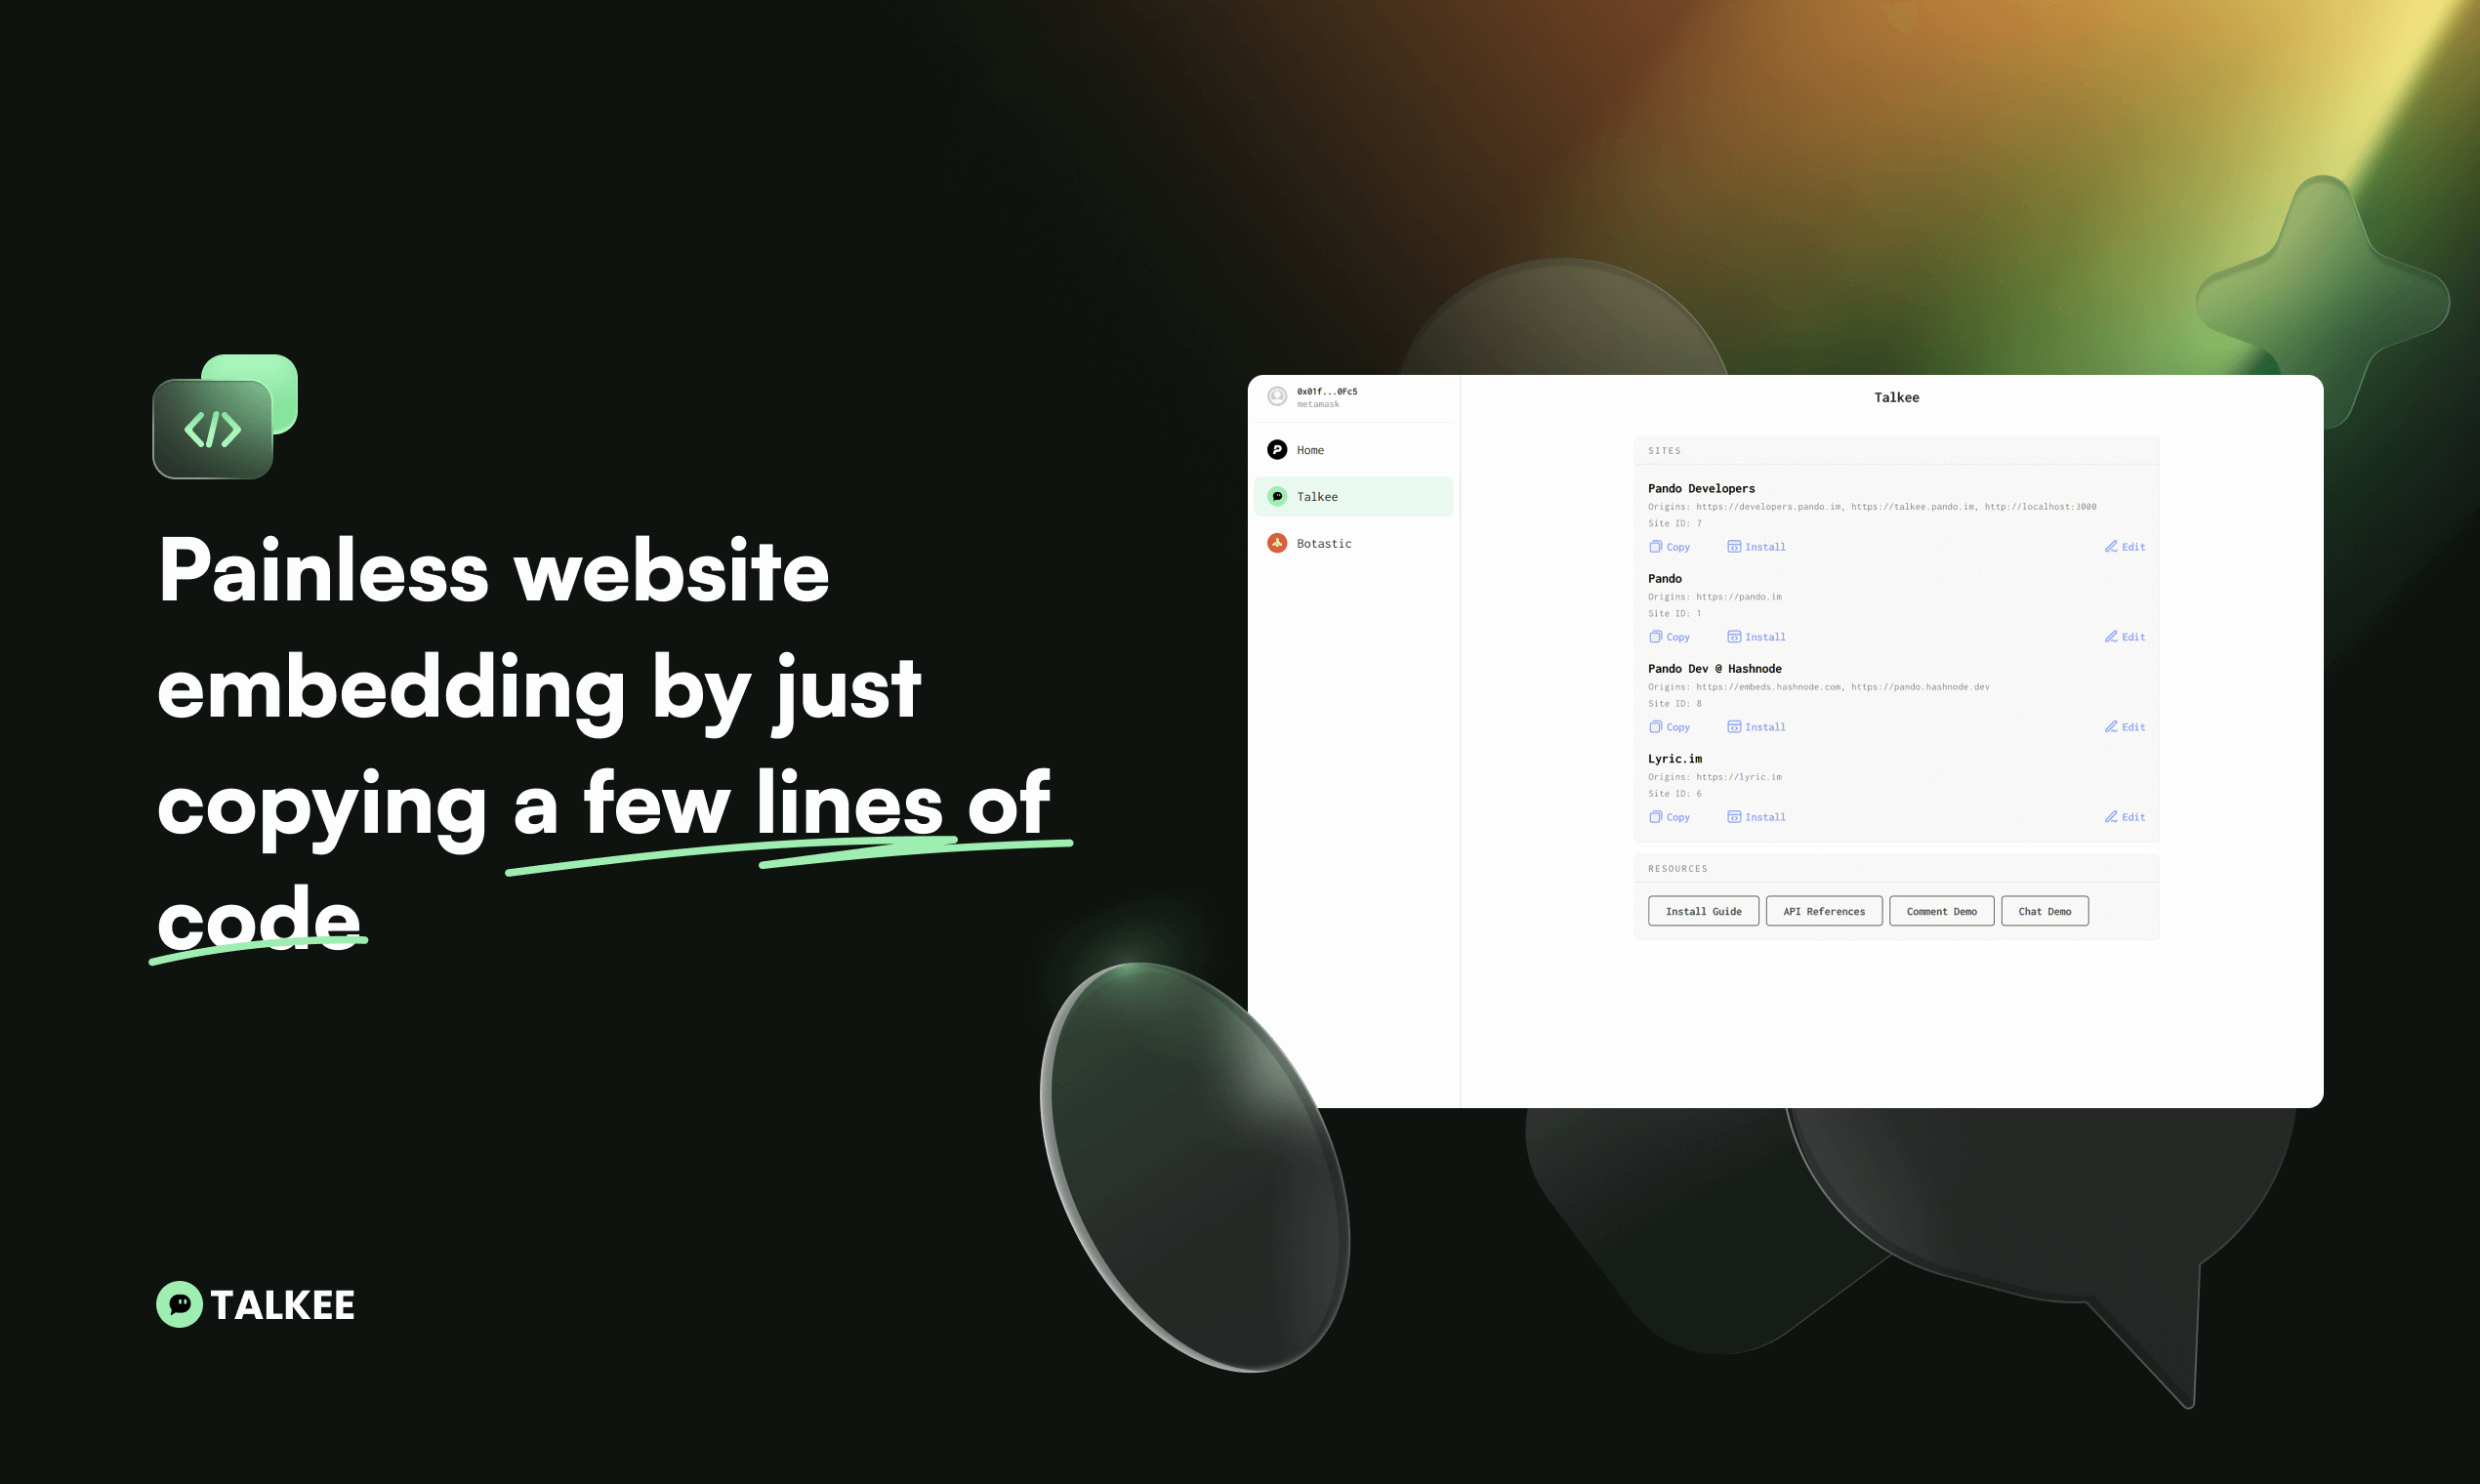 Painless website
embedding by just
copying a few lines of
code
TALKEE
0x01f...0Fc5
metamask
Home
Talkee
Botastic
Talkee
SITES
Pando Developers
Origins: https://developers.pando.im, https://talkee.pando.im, http://localhost:3000
Site ID: 7
Copy Install Edit
Pando
Origins: https://pando.im
Site ID: 1
Copy Install Edit
Pando Dev @ Hashnode
Origins: https://embeds.hashnode.com, https://pando.hashnode.dev
Site ID: 8
Copy Install Edit
Lyric.im
Origins: https://lyric.im
Site ID: 6
Copy Install Edit
RESOURCES
Install Guide API References Comment Demo Chat Demo